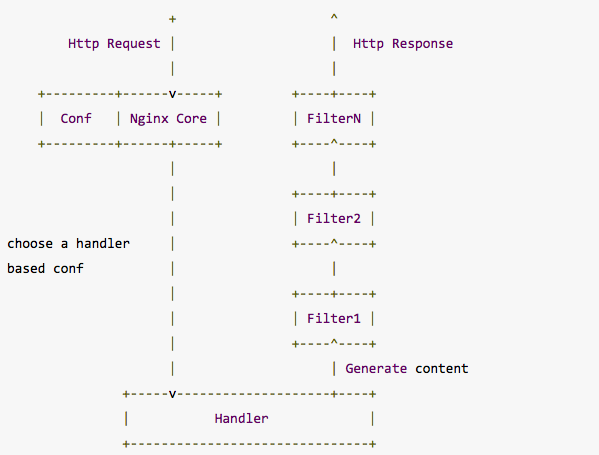 Http Request
Http Response
Conf Nginx Core FilterN
Filter2
choose a handler
based conf
Filter1
Generate content
Handler